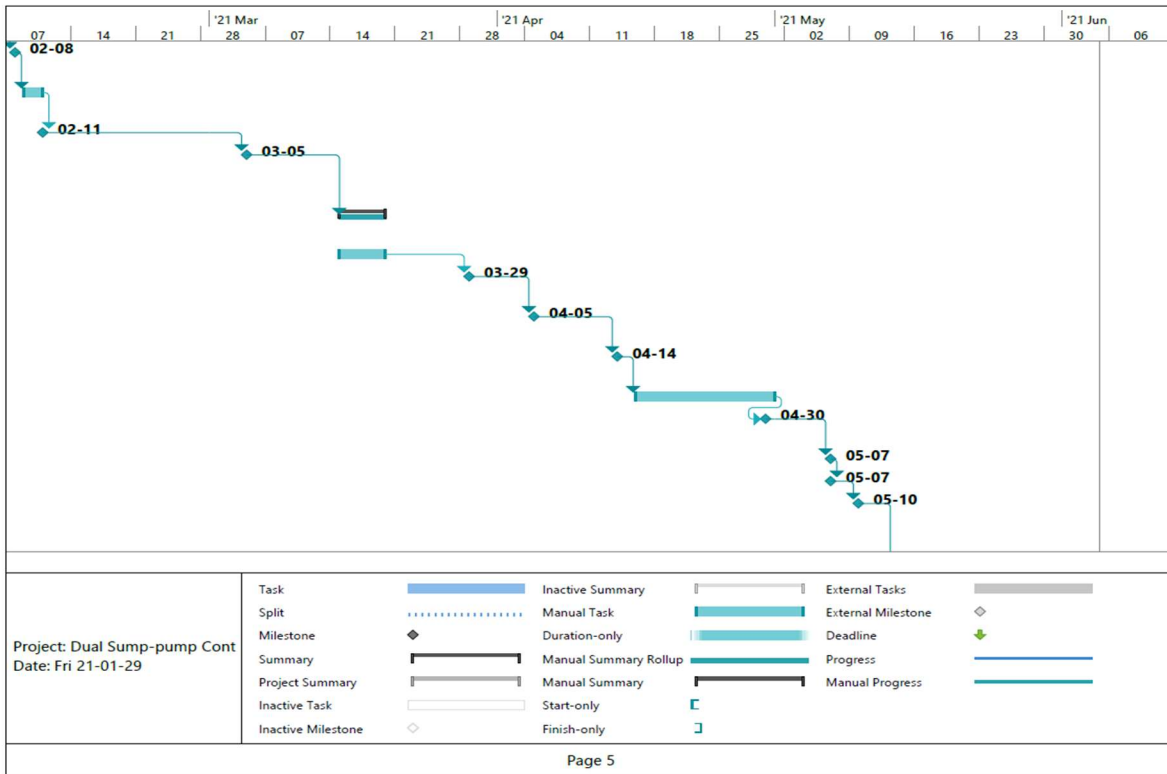 '21 Mar '21 Apr '21 May '21 Jun
07 14 21 28 07 14 21 28 04 11 18 25 02 09 16 23 30 06
02-08
02-11
03-05
03-29
04-05
04-14
04-30
05-07
05-07
05-10
Project: Dual Sump-pump Cont
Date: Fri 21-01-29
Task
Split
Milestone
Summary
Project Summary
Inactive Task
Inactive Milestone
Inactive Summary
Manual Task
Duration-only
Manual Summary Rollup
Manual Summary
Start-only
Finish-only
External Tasks
External Milestone
Deadline
Progress
Manual Progress
Page 5